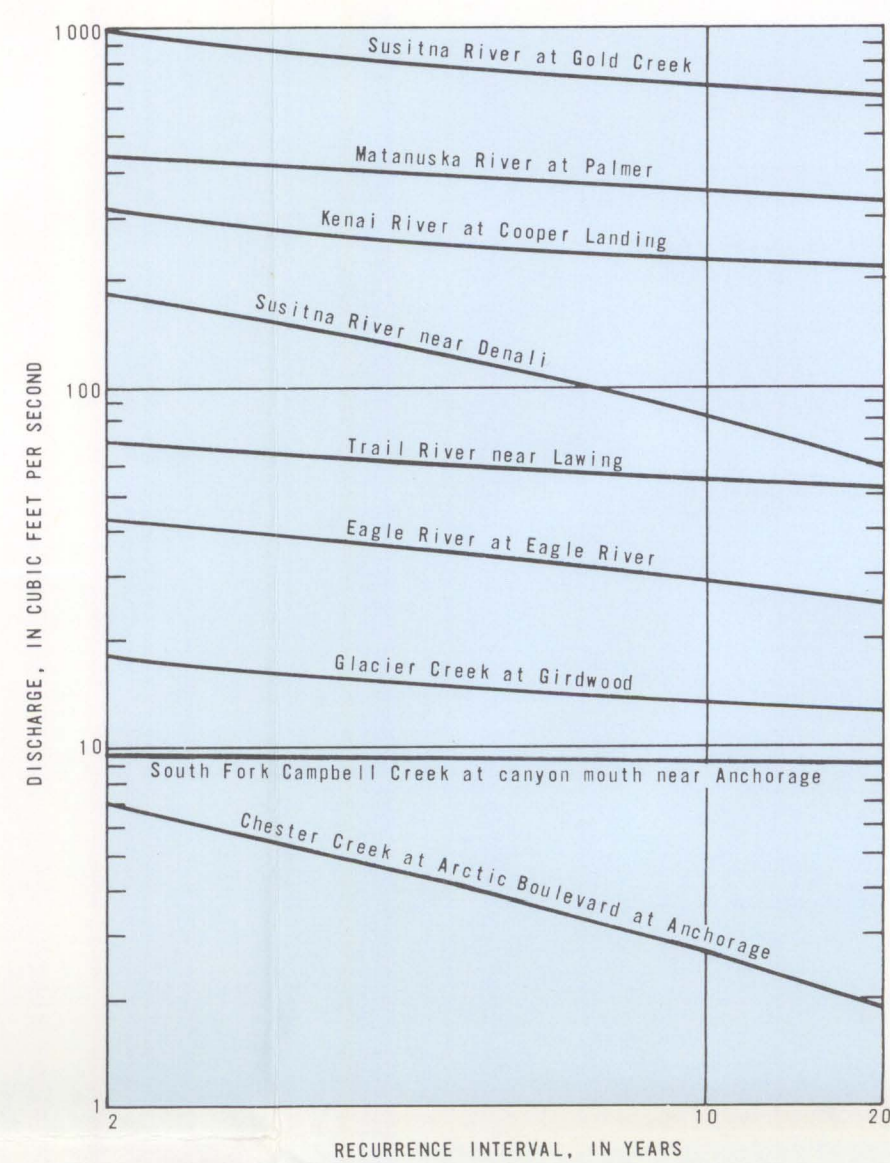 1000
Susitna River at Gold Creek
Matanuska River at Palmer
Kenai River at Cooper Landing
Susitna River near Denali
100
Trail River near Lawing
Eagle River at Eagle River
Glacier Creek at Girdwood
10
South Fork Campbell Creek at canyon mouth near Anchorage
Chester Creek at Arctic Boulevard at Anchorage
1
2 10 20
DISCHARGE, IN CUBIC FEET PER SECOND
RECURRENCE INTERVAL, IN YEARS